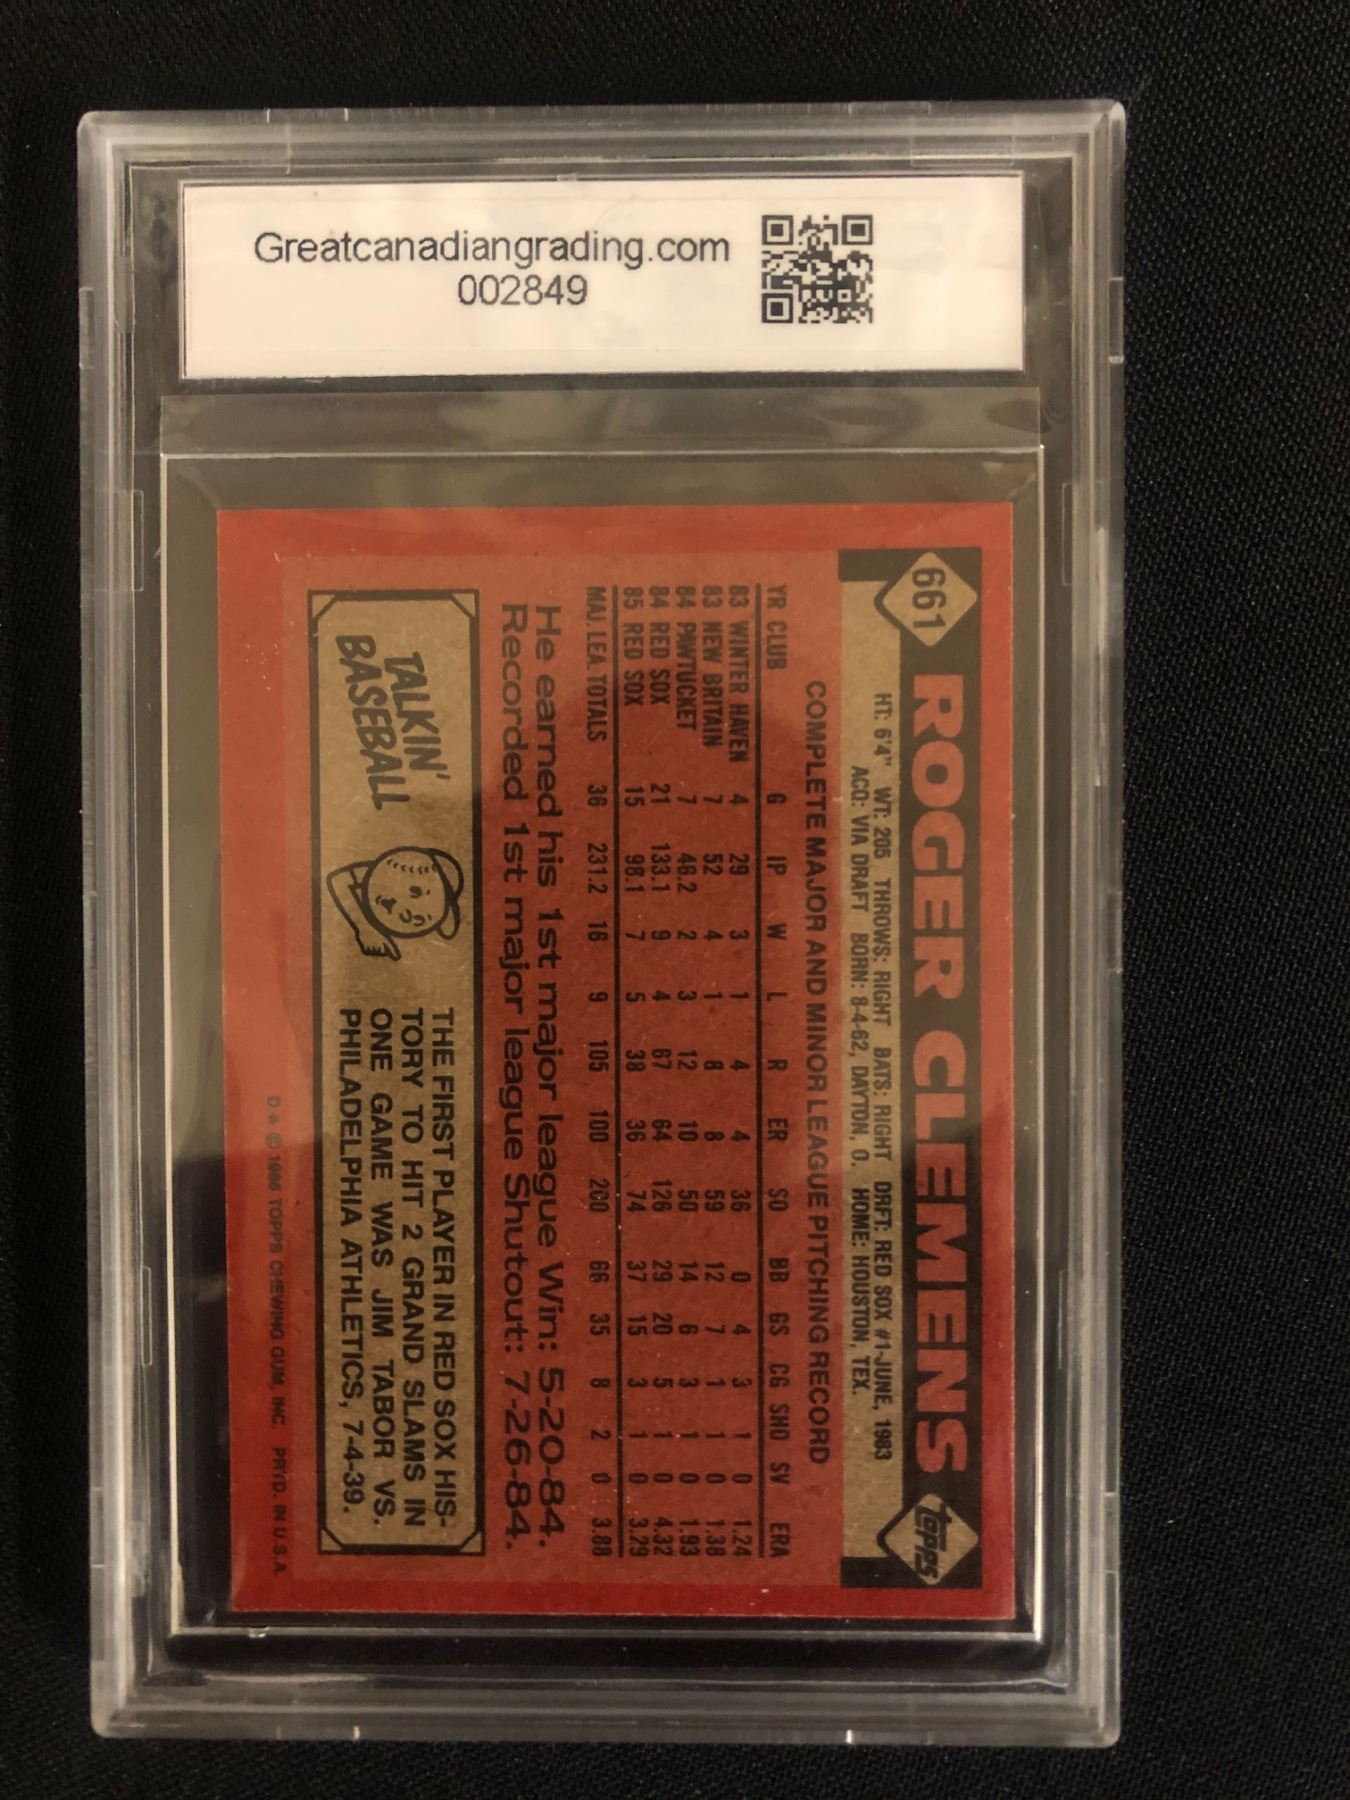 Greatcanadiangrading.com
002849
661 ROGER CLEMENS topps
HT: 6'4" WT: 205 THROWS: RIGHT BATS: RIGHT DRFT: RED SOX #1-JUNE, 1983
ACQ: VIA DRAFT BORN: 8-4-62, DAYTON, O. HOME: HOUSTON, TEX.
COMPLETE MAJOR AND MINOR LEAGUE PITCHING RECORD
YR CLUB G IP W L R ER SO BB GS CG SHO SV ERA
83 WINTER HAVEN 4 29 3 1 4 4 36 0 4 3 1 0 1.24
83 NEW BRITAIN 7 52 4 1 8 8 59 12 7 1 1 0 1.38
84 PAWTUCKET 7 46.2 2 3 12 10 50 14 6 3 1 0 1.93
84 RED SOX 21 133.1 9 4 67 64 126 29 20 5 1 0 4.32
85 RED SOX 15 98.1 7 5 38 36 74 37 15 3 1 0 3.29
MAJ. LEA. TOTALS 36 231.2 16 9 105 100 200 66 35 8 2 0 3.88
He earned his 1st major league Win: 5-20-84.
Recorded 1st major league Shutout: 7-26-84.
TALKIN'
BASEBALL
THE FIRST PLAYER IN RED SOX HIS-
TORY TO HIT 2 GRAND SLAMS IN
ONE GAME WAS JIM TABOR VS.
PHILADELPHIA ATHLETICS, 7-4-39.
D* © 1986 TOPPS CHEWING GUM, INC. PRTD. IN U.S.A.